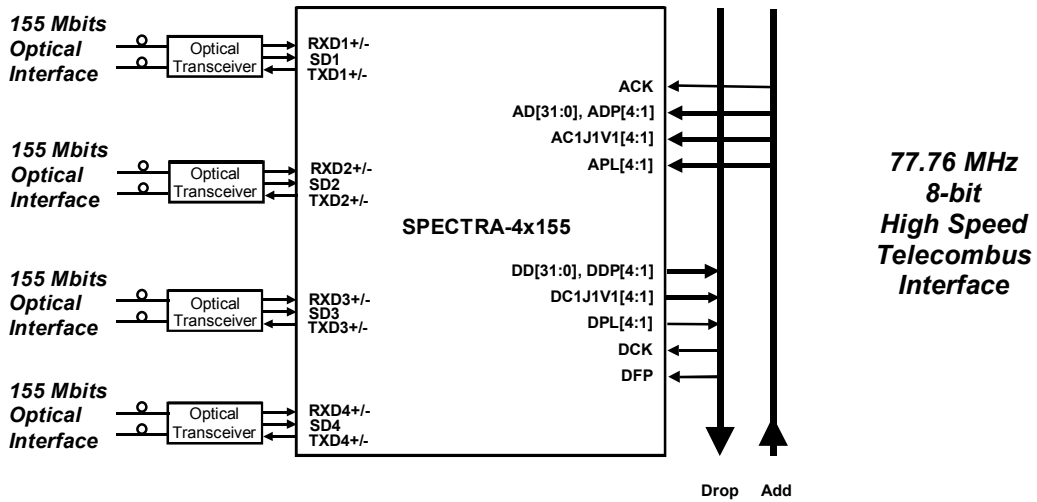 155 Mbits
Optical
Interface
Optical
Transceiver
RXD1+/-
SD1
TXD1+/-
155 Mbits
Optical
Interface
Optical
Transceiver
RXD2+/-
SD2
TXD2+/-
155 Mbits
Optical
Interface
Optical
Transceiver
RXD3+/-
SD3
TXD3+/-
155 Mbits
Optical
Interface
Optical
Transceiver
RXD4+/-
SD4
TXD4+/-
SPECTRA-4x155
ACK
AD[31:0], ADP[4:1]
AC1J1V1[4:1]
APL[4:1]
DD[31:0], DDP[4:1]
DC1J1V1[4:1]
DPL[4:1]
DCK
DFP
Drop Add
77.76 MHz
8-bit
High Speed
Telecombus
Interface